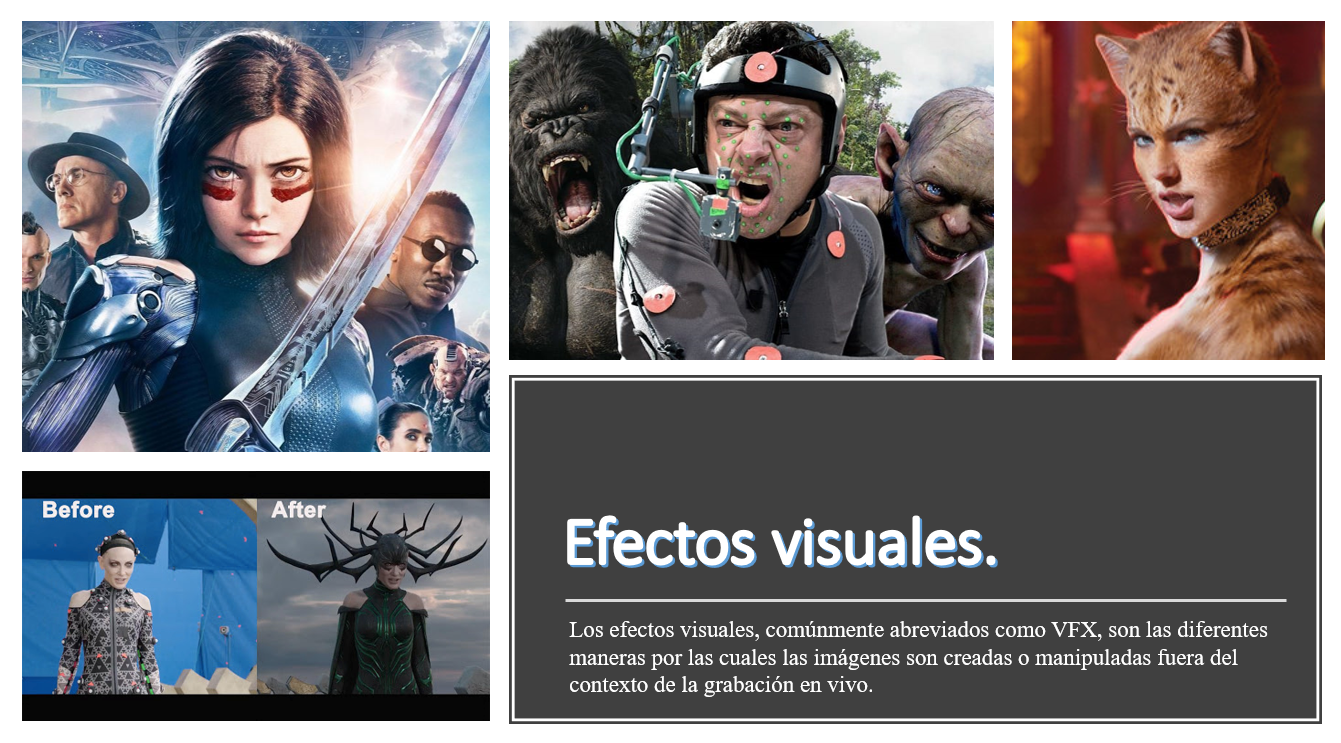 Before
After
Efectos visuales.
Los efectos visuales, comúnmente abreviados como VFX, son las diferentes
maneras por las cuales las imágenes son creadas o manipuladas fuera del
contexto de la grabación en vivo.